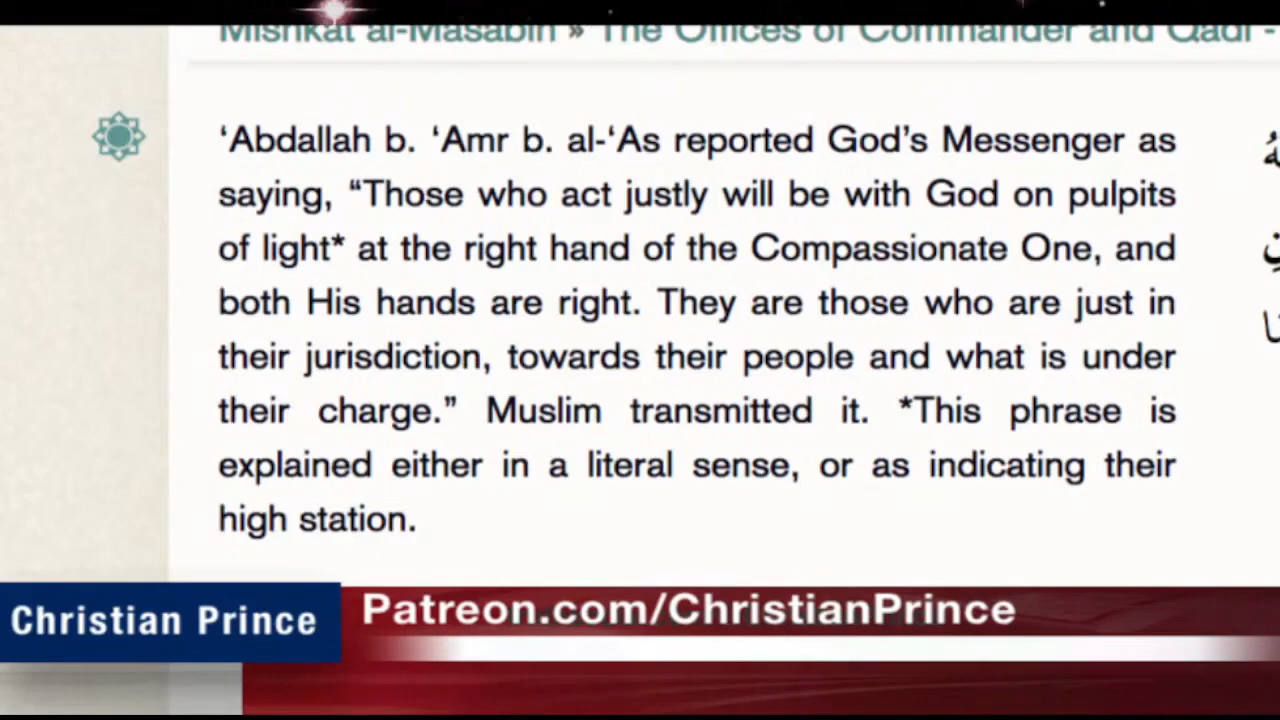 Mishkat al-Masabih » The Offices of Commander and Qadi -
‘Abdallah b. ‘Amr b. al-‘As reported God’s Messenger as
saying, “Those who act justly will be with God on pulpits
of light* at the right hand of the Compassionate One, and
both His hands are right. They are those who are just in
their jurisdiction, towards their people and what is under
their charge.” Muslim transmitted it. *This phrase is
explained either in a literal sense, or as indicating their
high station.
Christian Prince
Patreon.com/ChristianPrince